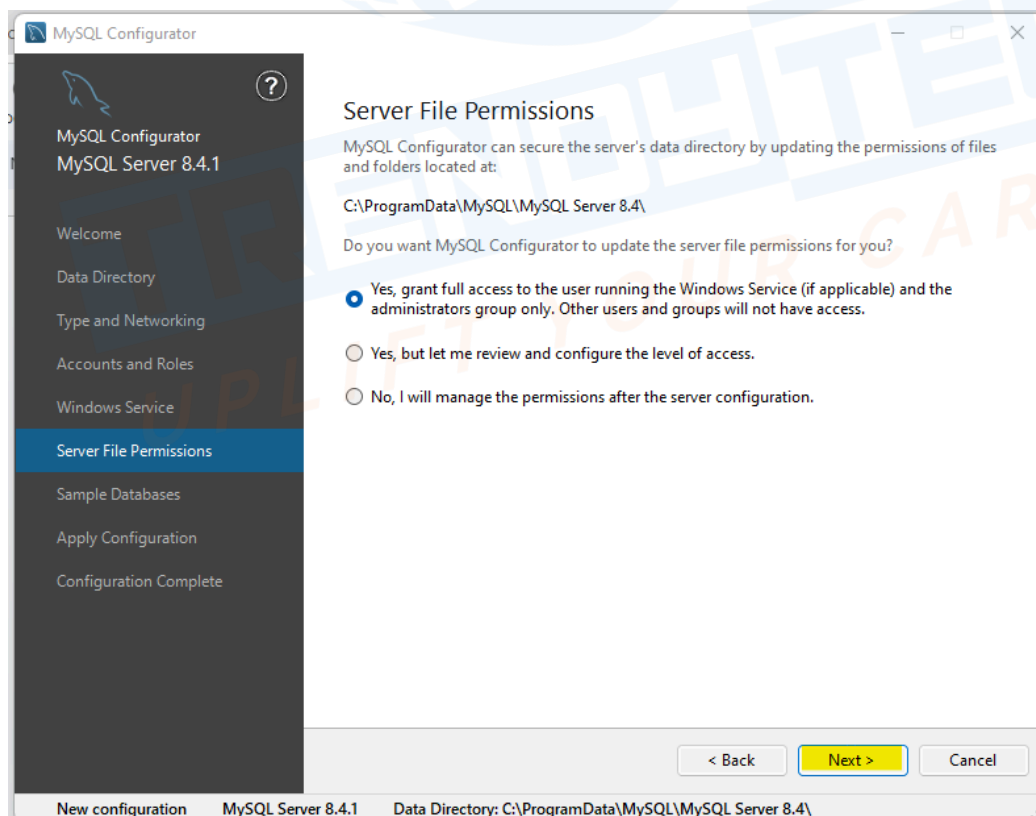 MySQL Configurator
?
MySQL Configurator
MySQL Server 8.4.1
Welcome
Data Directory
Type and Networking
Accounts and Roles
Windows Service
Server File Permissions
Sample Databases
Apply Configuration
Configuration Complete
Server File Permissions
MySQL Configurator can secure the server's data directory by updating the permissions of files
and folders located at:
C:\ProgramData\MySQL\MySQL Server 8.4\
Do you want MySQL Configurator to update the server file permissions for you?
Yes, grant full access to the user running the Windows Service (if applicable) and the
administrators group only. Other users and groups will not have access.
Yes, but let me review and configure the level of access.
No, I will manage the permissions after the server configuration.
< Back
Next >
Cancel
New configuration
MySQL Server 8.4.1
Data Directory: C:\ProgramData\MySQL\MySQL Server 8.4\
UPLIFT YOUR CAR